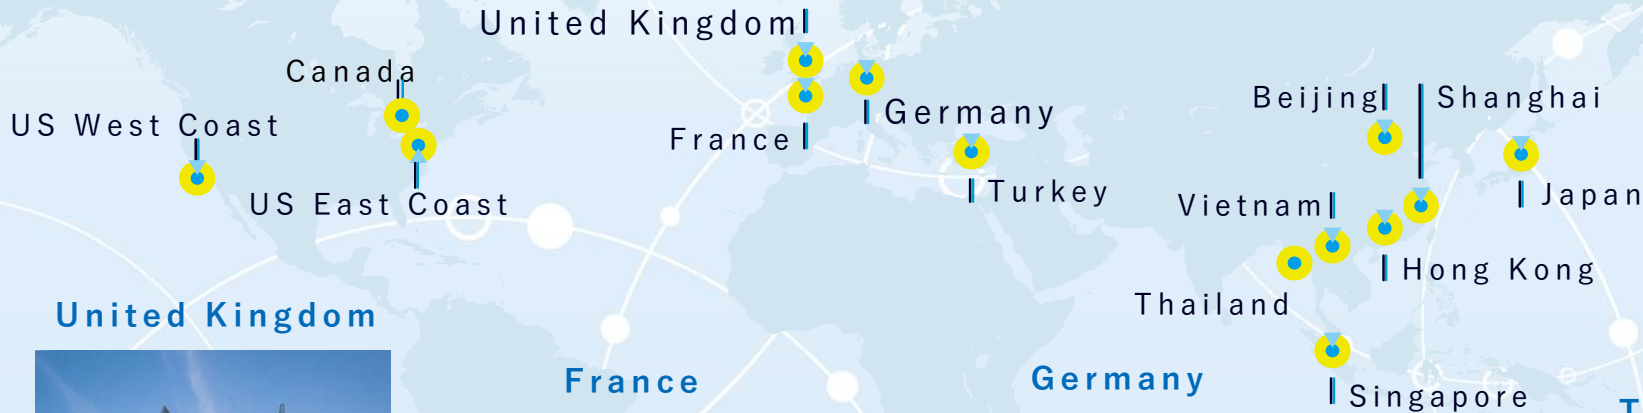 United Kingdom
Canada
US West Coast
Beijing
Shanghai
Germany
France
US East Coast
Turkey
Vietnam
Japan
Hong Kong
Thailand
United Kingdom
France
Germany
Singapore